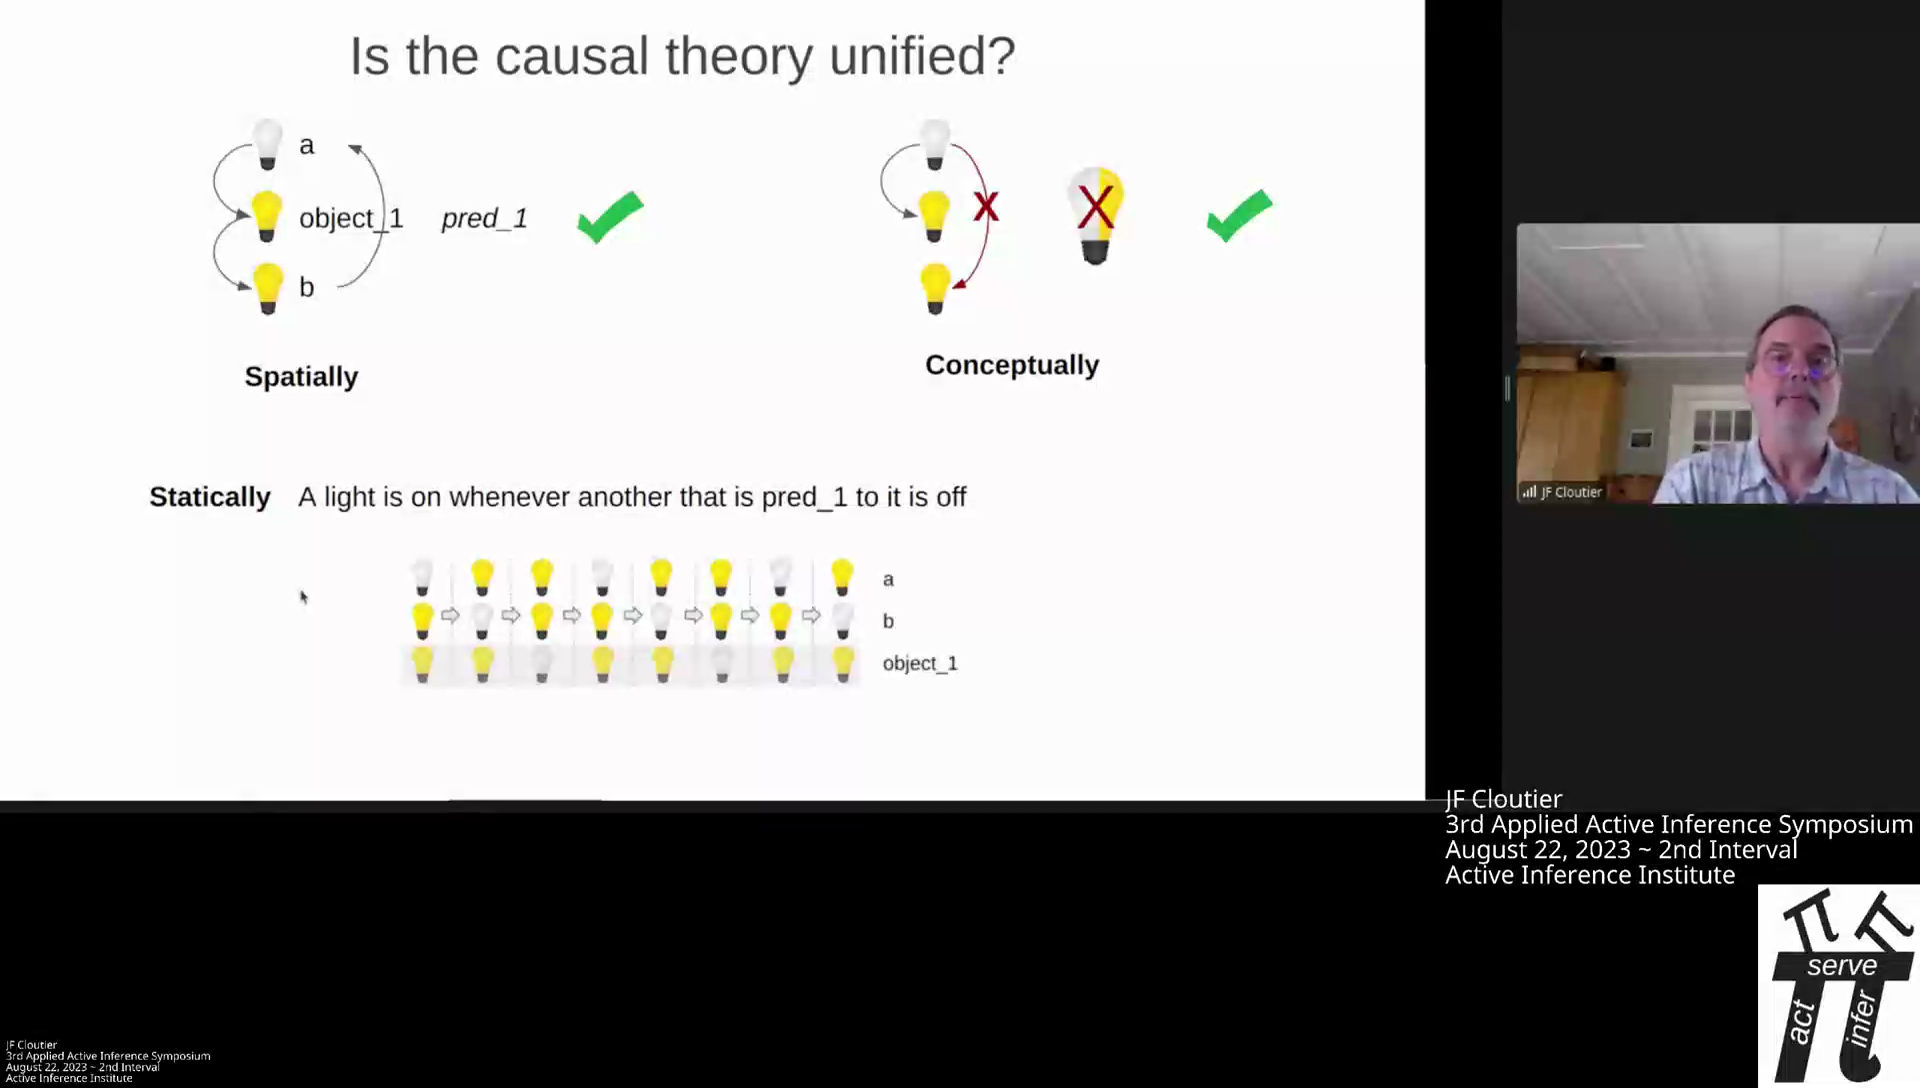 Is the causal theory unified?
a
object_1 pred_1
b
X
X
Spatially
Conceptually
Statically A light is on whenever another that is pred_1 to it is off
a
b
object_1
JF Cloutier
JF Cloutier
3rd Applied Active Inference Symposium
August 22, 2023 ~ 2nd Interval
Active Inference Institute
serve
act
infer
JF Cloutier
3rd Applied Active Inference Symposium
August 22, 2023 ~ 2nd Interval
Active Inference Institute